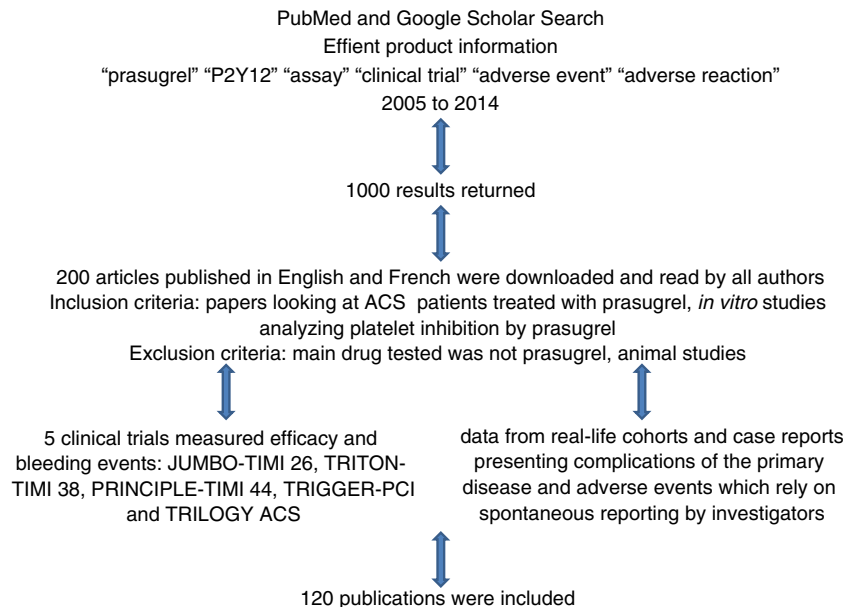 PubMed and Google Scholar Search
Effient product information
“prasugrel” “P2Y12” “assay” “clinical trial” “adverse event” “adverse reaction”
2005 to 2014
1000 results returned
200 articles published in English and French were downloaded and read by all authors
Inclusion criteria: papers looking at ACS patients treated with prasugrel, in vitro studies
analyzing platelet inhibition by prasugrel
Exclusion criteria: main drug tested was not prasugrel, animal studies
5 clinical trials measured efficacy and
bleeding events: JUMBO-TIMI 26, TRITON-
TIMI 38, PRINCIPLE-TIMI 44, TRIGGER-PCI
and TRILOGY ACS
data from real-life cohorts and case reports
presenting complications of the primary
disease and adverse events which rely on
spontaneous reporting by investigators
120 publications were included